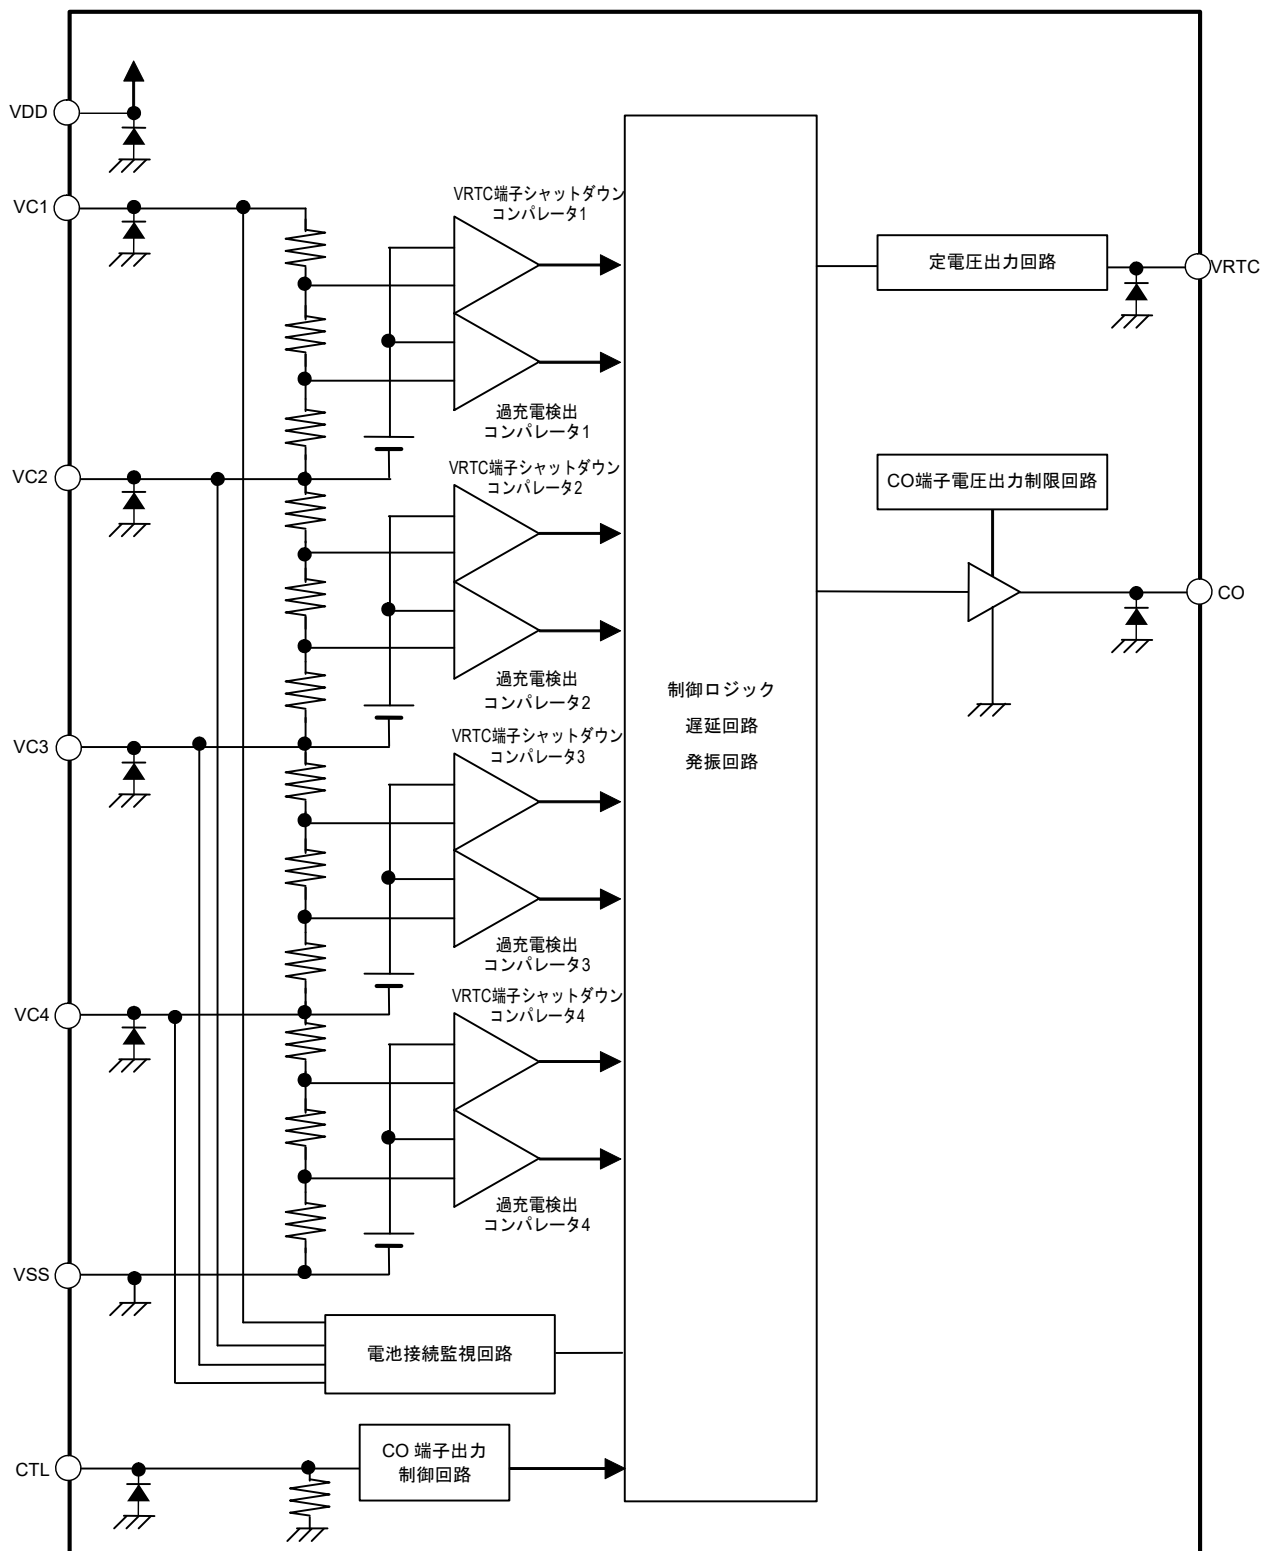 VDD
VC1
VRTC端子シャットダウン
コンパレータ1
定電圧出力回路
VRTC
過充電検出
コンパレータ1
VC2
VRTC端子シャットダウン
コンパレータ2
CO端子電圧出力制限回路
CO
過充電検出
コンパレータ2
制御ロジック
遅延回路
発振回路
VC3
VRTC端子シャットダウン
コンパレータ3
過充電検出
コンパレータ3
VC4
VRTC端子シャットダウン
コンパレータ4
過充電検出
コンパレータ4
VSS
電池接続監視回路
CTL
CO 端子出力
制御回路